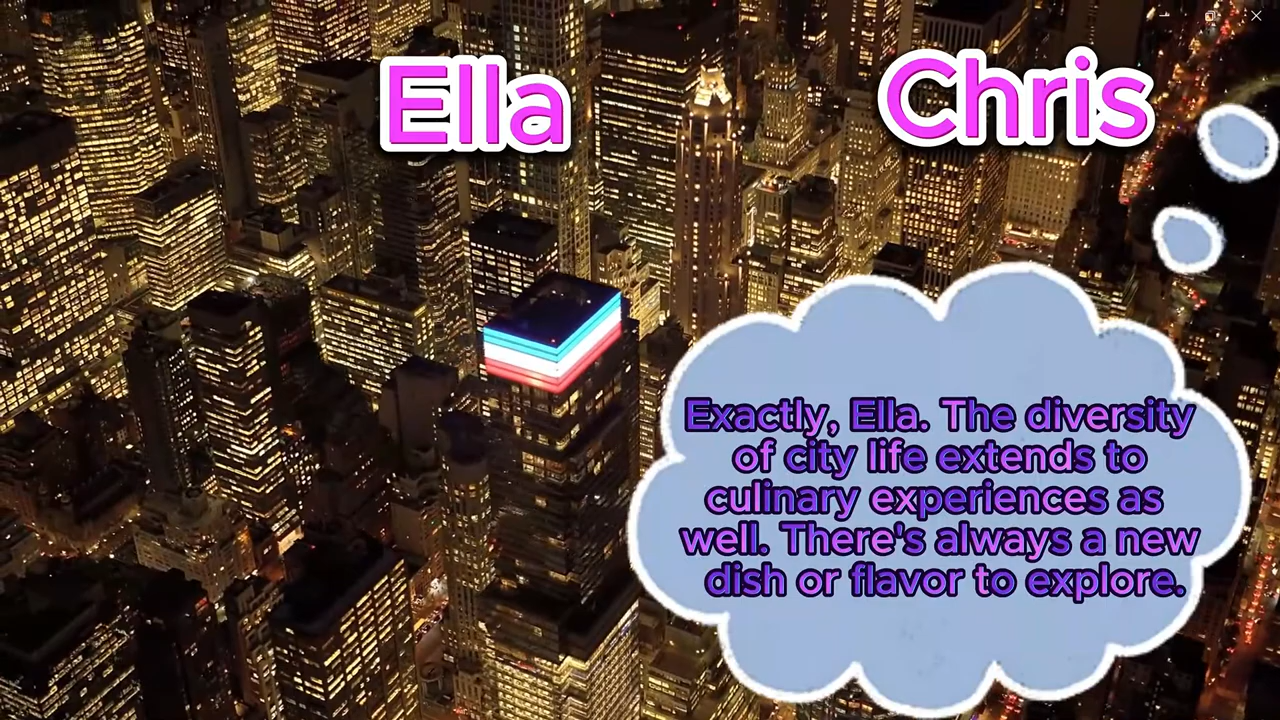 Ella
Chris
Exactly, Ella. The diversity
of city life extends to
culinary experiences as
well. There's always a new
dish or flavor to explore.